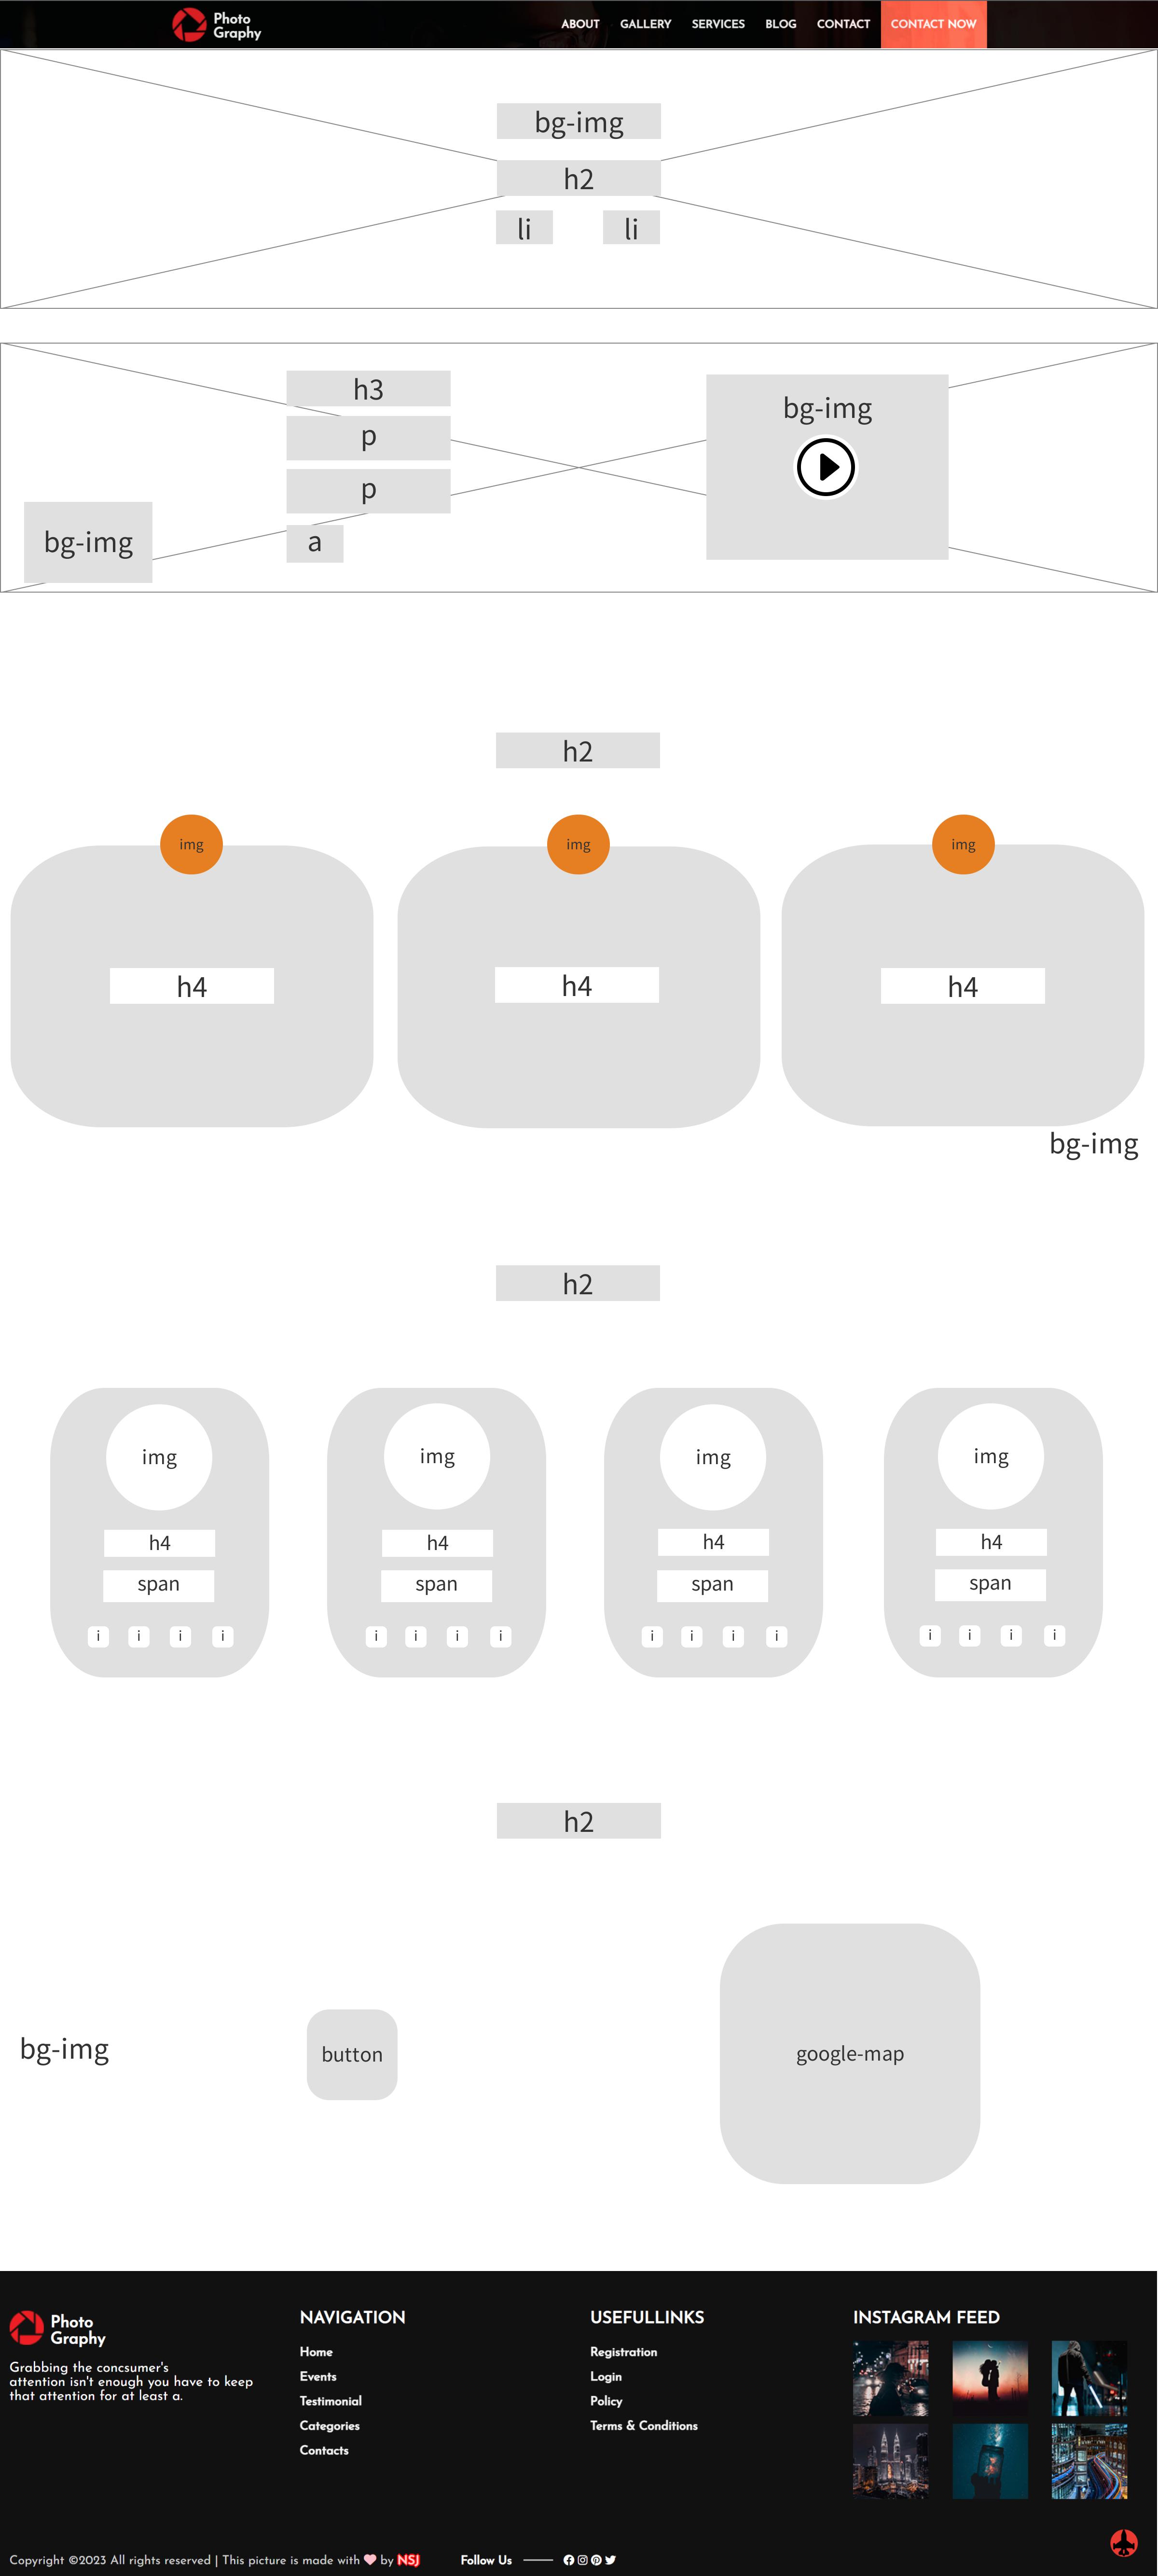 Photo
Graphy
ABOUT GALLERY SERVICES BLOG CONTACT CONTACT NOW
bg-img
h2
li li
h3
p
p
a
bg-img
bg-img
h2
img img img
h4 h4 h4
bg-img
h2
img img img img
h4 h4 h4 h4
span span span span
i i i i i i i i i i i i i i i i
h2
bg-img
button
google-map
Photo
Graphy
Grabbing the concsumer's
attention isn't enough you have to keep
that attention for at least a.
NAVIGATION
Home
Events
Testimonial
Categories
Contacts
USEFULLINKS
Registration
Login
Policy
Terms & Conditions
INSTAGRAM FEED
Copyright ©2023 All rights reserved | This picture is made with ❤ by NSJ
Follow Us